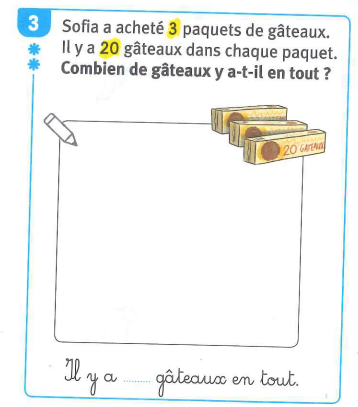 3
Sofia a acheté 3 paquets de gâteaux.
Il y a 20 gâteaux dans chaque paquet.
Combien de gâteaux y a-t-il en tout ?
20 GATEAUX
Il y a ........ gâteaux en tout.